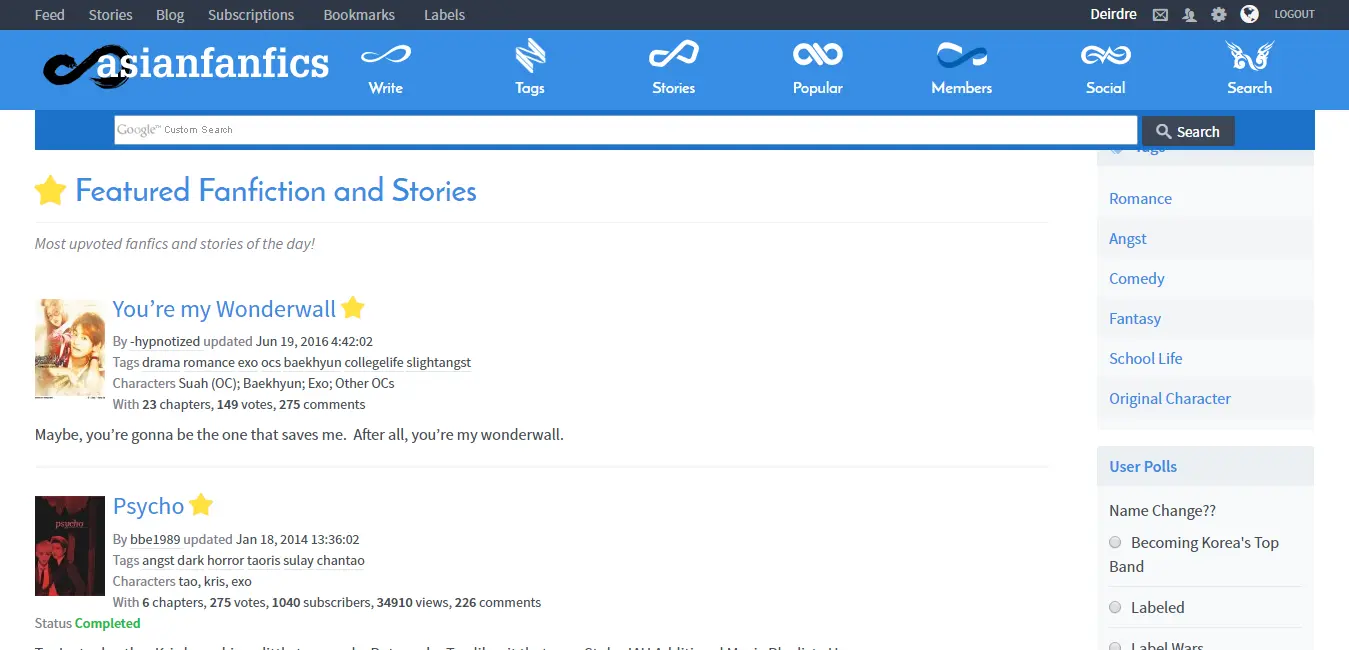 Feed Stories Blog Subscriptions Bookmarks Labels Deirdre LOGOUT
asianfanfics
Write Tags Stories Popular Members Social Search
Google™ Custom Search Search
Tags
Featured Fanfiction and Stories
Most upvoted fanfics and stories of the day!
You're my Wonderwall
By -hypnotized updated Jun 19, 2016 4:42:02
Tags drama romance exo ocs baekhyun collegelife slightangst
Characters Suah (OC); Baekhyun; Exo; Other OCs
With 23 chapters, 149 votes, 275 comments
Maybe, you're gonna be the one that saves me. After all, you're my wonderwall.
psycho
Psycho
By bbe1989 updated Jan 18, 2014 13:36:02
Tags angst dark horror taoris sulay chantao
Characters tao, kris, exo
With 6 chapters, 275 votes, 1040 subscribers, 34910 views, 226 comments
Status Completed
Romance
Angst
Comedy
Fantasy
School Life
Original Character
User Polls
Name Change??
Becoming Korea's Top
Band
Labeled
Label Wars